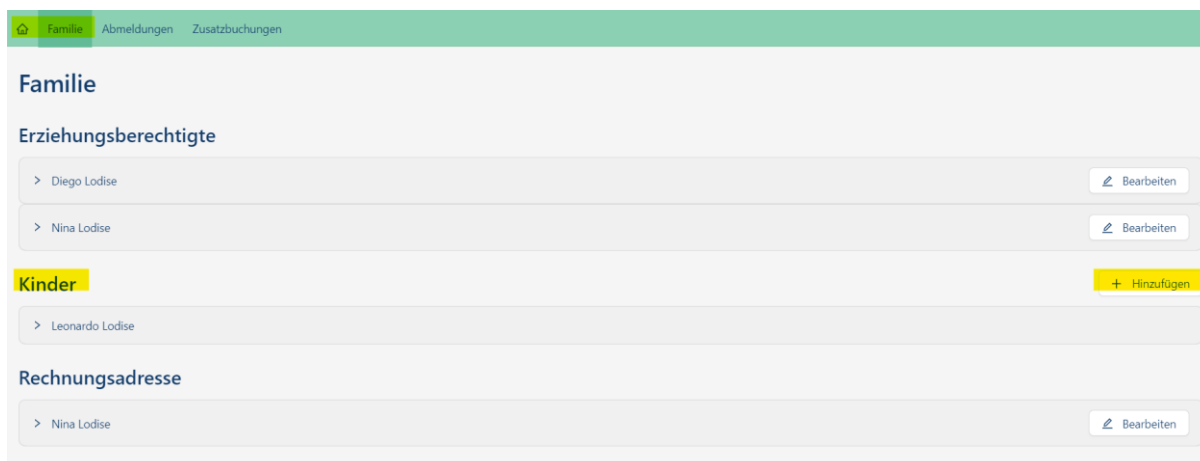 Familie Abmeldungen Zusatzbuchungen
Familie
Erziehungsberechtigte
Diego Lodise Bearbeiten
Nina Lodise Bearbeiten
Kinder + Hinzufügen
Leonardo Lodise
Rechnungsadresse
Nina Lodise Bearbeiten